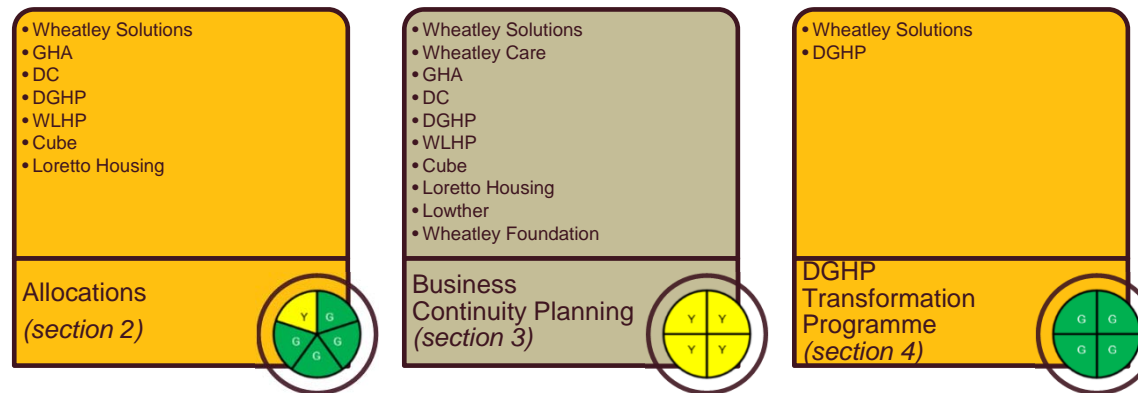 • Wheatley Solutions
• GHA
• DC
• DGHP
• WLHP
• Cube
• Loretto Housing
Allocations
(section 2)
Y G
G G
G
• Wheatley Solutions
• Wheatley Care
• GHA
• DC
• DGHP
• WLHP
• Cube
• Loretto Housing
• Lowther
• Wheatley Foundation
Business
Continuity Planning
(section 3)
Y Y
Y Y
• Wheatley Solutions
• DGHP
DGHP
Transformation
Programme
(section 4)
G G
G G